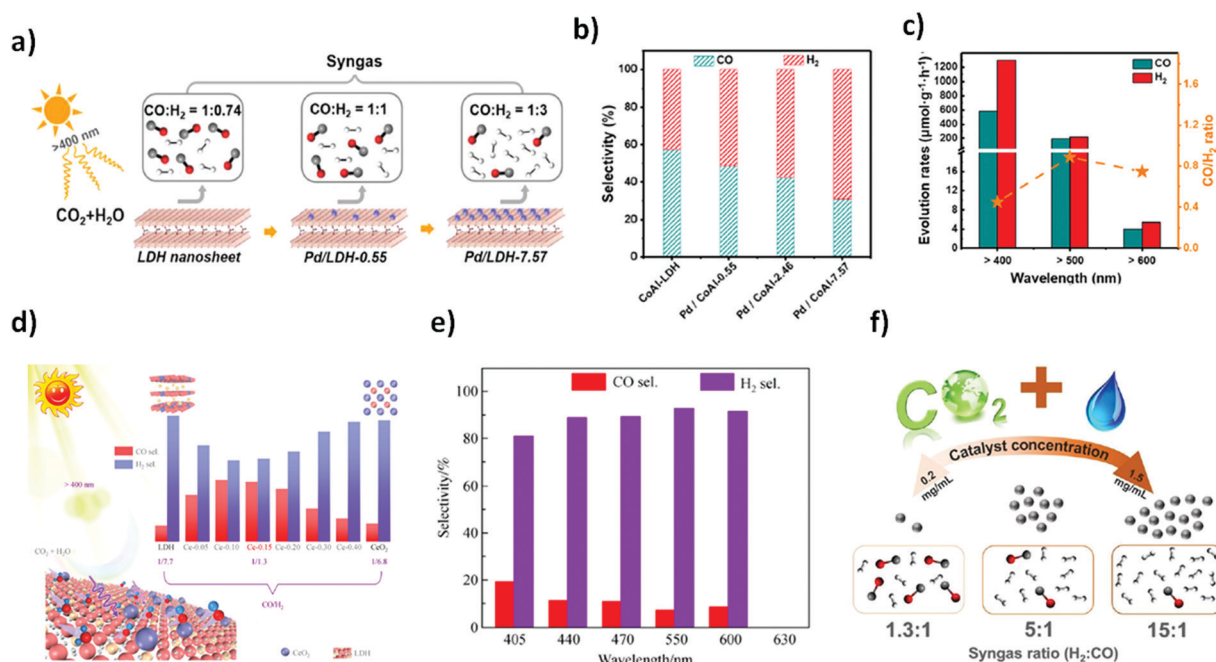 a)
Syngas
CO:H₂ = 1:0.74
CO:H₂ = 1:1
CO:H₂ = 1:3
>400 nm
CO₂+H₂O
LDH nanosheet
Pd/LDH-0.55
Pd/LDH-7.57
b)
CO
H₂
100
80
60
40
20
0
Selectivity (%)
CoAl-LDH
Pd / CoAl-0.55
Pd / CoAl-2.46
Pd / CoAl-7.57
c)
CO
H₂
1200
1000
800
600
400
200
16
12
8
4
0
Evolution rates (μmol·g⁻¹·h⁻¹)
1.6
1.2
0.8
0.4
0.0
CO/H₂ ratio
> 400
> 500
> 600
Wavelength (nm)
d)
CO sel.
H₂ sel.
> 400 nm
CO₂ + H₂O
LDH
Ce-0.05
Ce-0.10
Ce-0.15
Ce-0.20
Ce-0.30
Ce-0.40
CeO₂
1/7.7
1/1.3
1/6.8
CO/H₂
CeO₂
LDH
e)
CO sel.
H₂ sel.
100
80
60
40
20
0
Selectivity/%
405
440
470
550
600
630
Wavelength/nm
f)
CO₂
Catalyst concentration
0.2
mg/mL
1.5
mg/mL
1.3:1
5:1
15:1
Syngas ratio (H₂:CO)